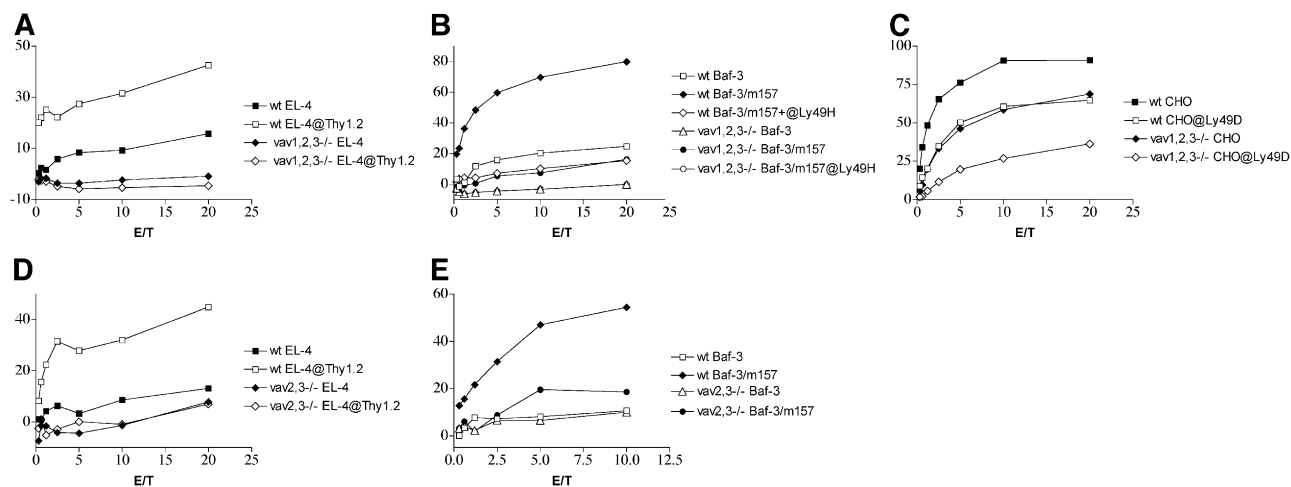 A
50
30
10
-10
0
5
10
15
20
25
E/T
wt EL-4
wt EL-4@Thy1.2
vav1,2,3-/- EL-4
vav1,2,3-/- EL-4@Thy1.2
B
80
60
40
20
0
0
5
10
15
20
25
E/T
wt Baf-3
wt Baf-3/m157
wt Baf-3/m157+@Ly49H
vav1,2,3-/- Baf-3
vav1,2,3-/- Baf-3/m157
vav1,2,3-/- Baf-3/m157@Ly49H
C
100
75
50
25
0
0
5
10
15
20
25
E/T
wt CHO
wt CHO@Ly49D
vav1,2,3-/- CHO
vav1,2,3-/- CHO@Ly49D
D
40
20
0
0
5
10
15
20
25
E/T
wt EL-4
wt EL-4@Thy1.2
vav2,3-/- EL-4
vav2,3-/- EL-4@Thy1.2
E
60
40
20
0
0.0
2.5
5.0
7.5
10.0
12.5
E/T
wt Baf-3
wt Baf-3/m157
vav2,3-/- Baf-3
vav2,3-/- Baf-3/m157